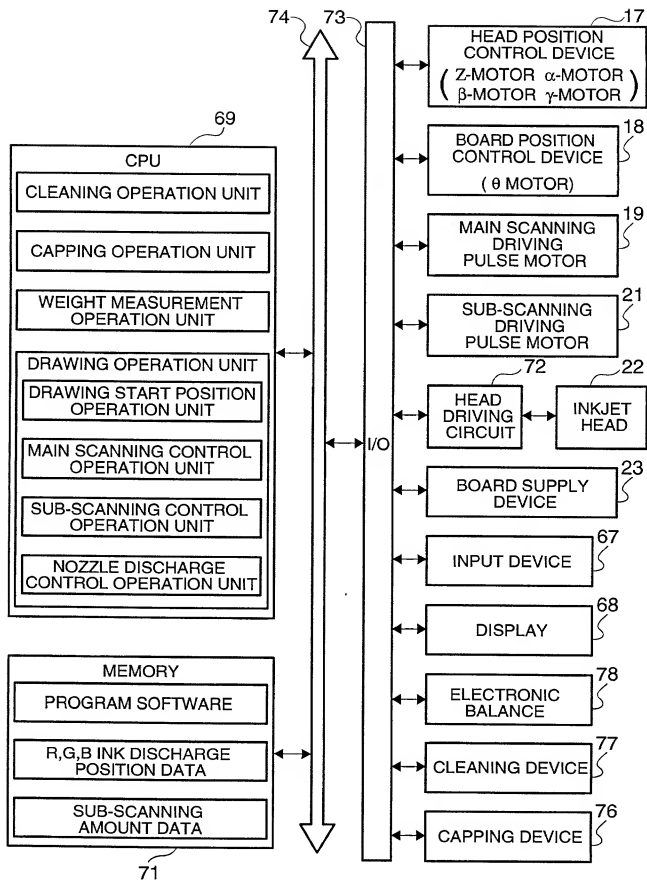 74
73
17
HEAD POSITION
CONTROL DEVICE
( Z-MOTOR α-MOTOR
β-MOTOR γ-MOTOR )
69
CPU
CLEANING OPERATION UNIT
CAPPING OPERATION UNIT
WEIGHT MEASUREMENT
OPERATION UNIT
DRAWING OPERATION UNIT
DRAWING START POSITION
OPERATION UNIT
MAIN SCANNING CONTROL
OPERATION UNIT
SUB-SCANNING CONTROL
OPERATION UNIT
NOZZLE DISCHARGE
CONTROL OPERATION UNIT
MEMORY
PROGRAM SOFTWARE
R,G,B INK DISCHARGE
POSITION DATA
SUB-SCANNING
AMOUNT DATA
71
I/O
18
BOARD POSITION
CONTROL DEVICE
( θ MOTOR)
19
MAIN SCANNING
DRIVING
PULSE MOTOR
21
SUB-SCANNING
DRIVING
PULSE MOTOR
72
22
HEAD
DRIVING
CIRCUIT
INKJET
HEAD
23
BOARD SUPPLY
DEVICE
67
INPUT DEVICE
68
DISPLAY
78
ELECTRONIC
BALANCE
77
CLEANING DEVICE
76
CAPPING DEVICE